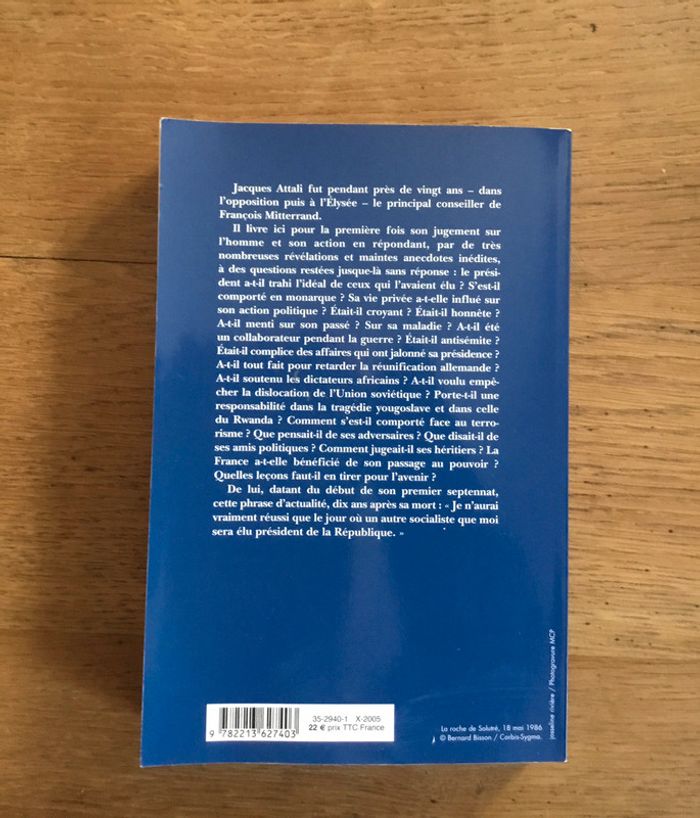 Jacques Attali fut pendant près de vingt ans – dans
l'opposition puis à l'Élysée – le principal conseiller de
François Mitterrand.
Il livre ici pour la première fois son jugement sur
l'homme et son action en répondant, par de très
nombreuses révélations et maintes anecdotes inédites,
à des questions restées jusque-là sans réponse : le prési-
dent a-t-il trahi l'idéal de ceux qui l'avaient élu ? S'est-il
comporté en monarque ? Sa vie privée a-t-elle influé sur
son action politique ? Était-il croyant ? Était-il honnête ?
A-t-il menti sur son passé ? Sur sa maladie ? A-t-il été
un collaborateur pendant la guerre ? Était-il antisémite ?
Était-il complice des affaires qui ont jalonné sa présidence ?
A-t-il tout fait pour retarder la réunification allemande ?
A-t-il soutenu les dictateurs africains ? A-t-il voulu empê-
cher la dislocation de l'Union soviétique ? Porte-t-il une
responsabilité dans la tragédie yougoslave et dans celle
du Rwanda ? Comment s'est-il comporté face au terro-
risme ? Que pensait-il de ses adversaires ? Que disait-il de
ses amis politiques ? Comment jugeait-il ses héritiers ? La
France a-t-elle bénéficié de son passage au pouvoir ?
Quelles leçons faut-il en tirer pour l'avenir ?
De lui, datant du début de son premier septennat,
cette phrase d'actualité, dix ans après sa mort : « Je n'aurai
vraiment réussi que le jour où un autre socialiste que moi
sera élu président de la République. »
35-2940-1 X-2005
22 € prix TTC France
9 782213 627403
La roche de Solutré, 18 mai 1986
© Bernard Bisson / Corbis-Sygma.
josseline rivière / Photogravure MCP